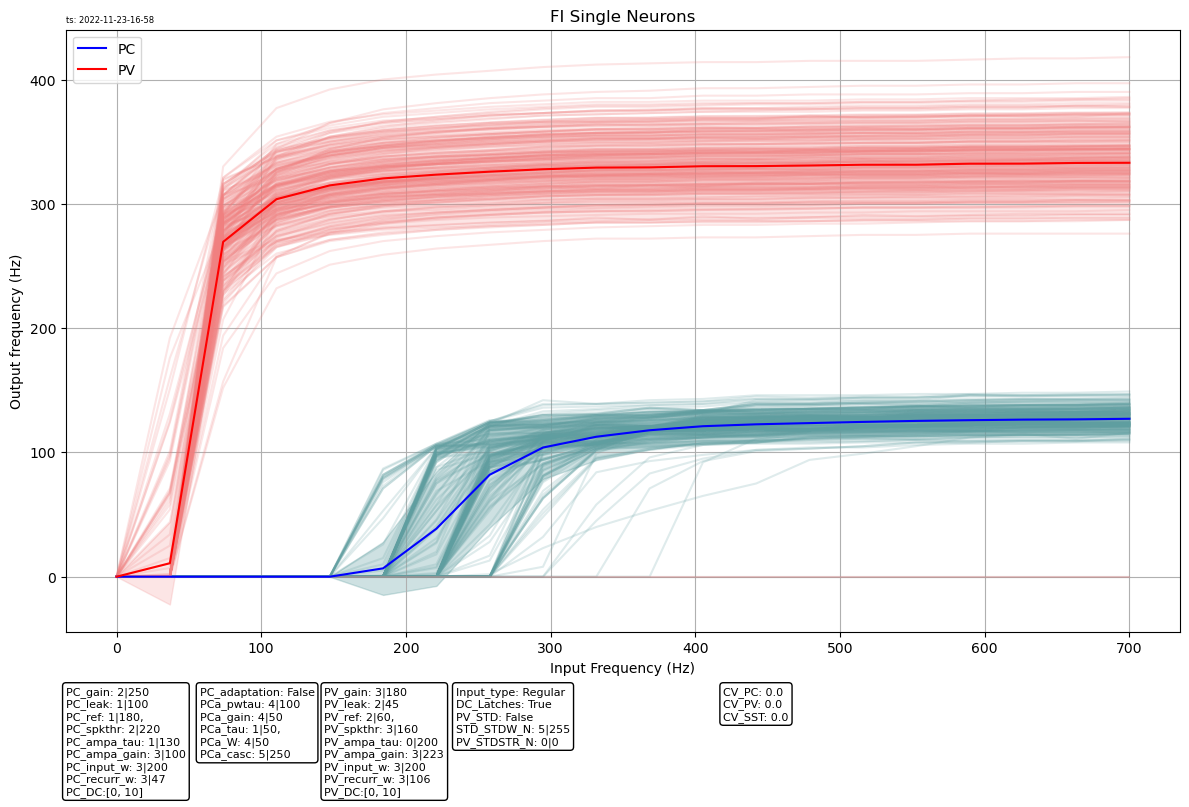 ts: 2022-11-23-16-58
FI Single Neurons
PC
PV
Output frequency (Hz)
400
300
200
100
0
0 100 200 300 400 500 600 700
Input Frequency (Hz)
PC_gain: 2|250
PC_leak: 1|100
PC_ref: 1|180,
PC_spkthr: 2|220
PC_ampa_tau: 1|130
PC_ampa_gain: 3|100
PC_input_w: 3|200
PC_recurr_w: 3|47
PC_DC:[0, 10]
PC_adaptation: False
PCa_pwtau: 4|100
PCa_gain: 4|50
PCa_tau: 1|50,
PCa_W: 4|50
PCa_casc: 5|250
PV_gain: 3|180
PV_leak: 2|45
PV_ref: 2|60,
PV_spkthr: 3|160
PV_ampa_tau: 0|200
PV_ampa_gain: 3|223
PV_input_w: 3|200
PV_recurr_w: 3|106
PV_DC:[0, 10]
Input_type: Regular
DC_Latches: True
PV_STD: False
STD_STDW_N: 5|255
PV_STDSTR_N: 0|0
CV_PC: 0.0
CV_PV: 0.0
CV_SST: 0.0